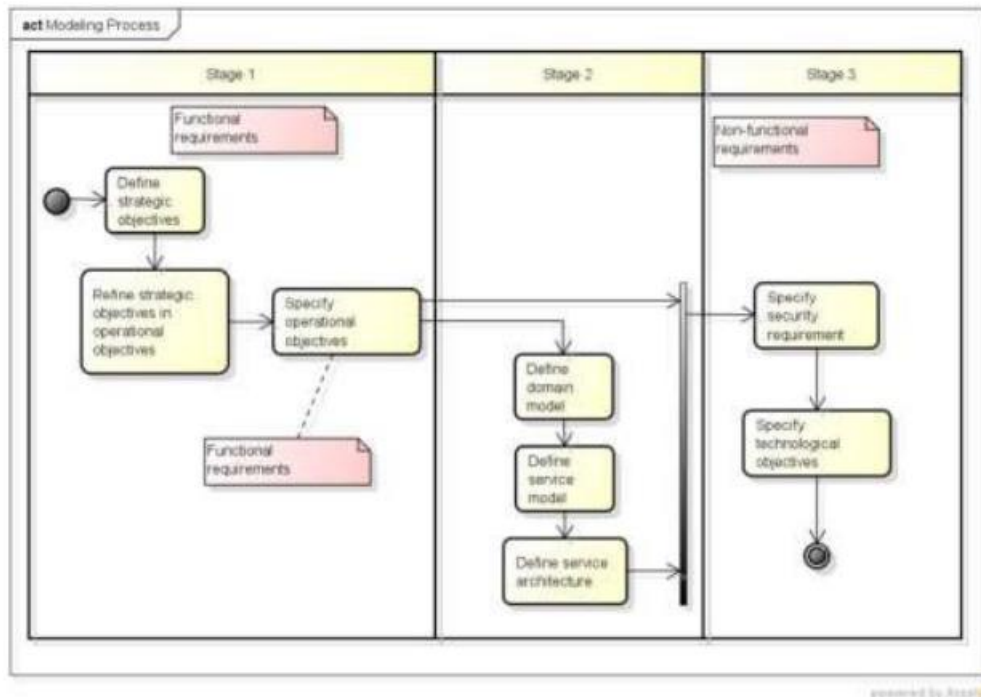 act Modeling Process
Stage 1
Stage 2
Stage 3
Functional
requirements
Non-functional
requirements
Define
strategic
objectives
Refine strategic
objectives in
operational
objectives
Specify
operational
objectives
Specify
security
requirement
Define
domain
model
Specify
technological
objectives
Functional
requirements
Define
service
model
Define service
architecture
powered by